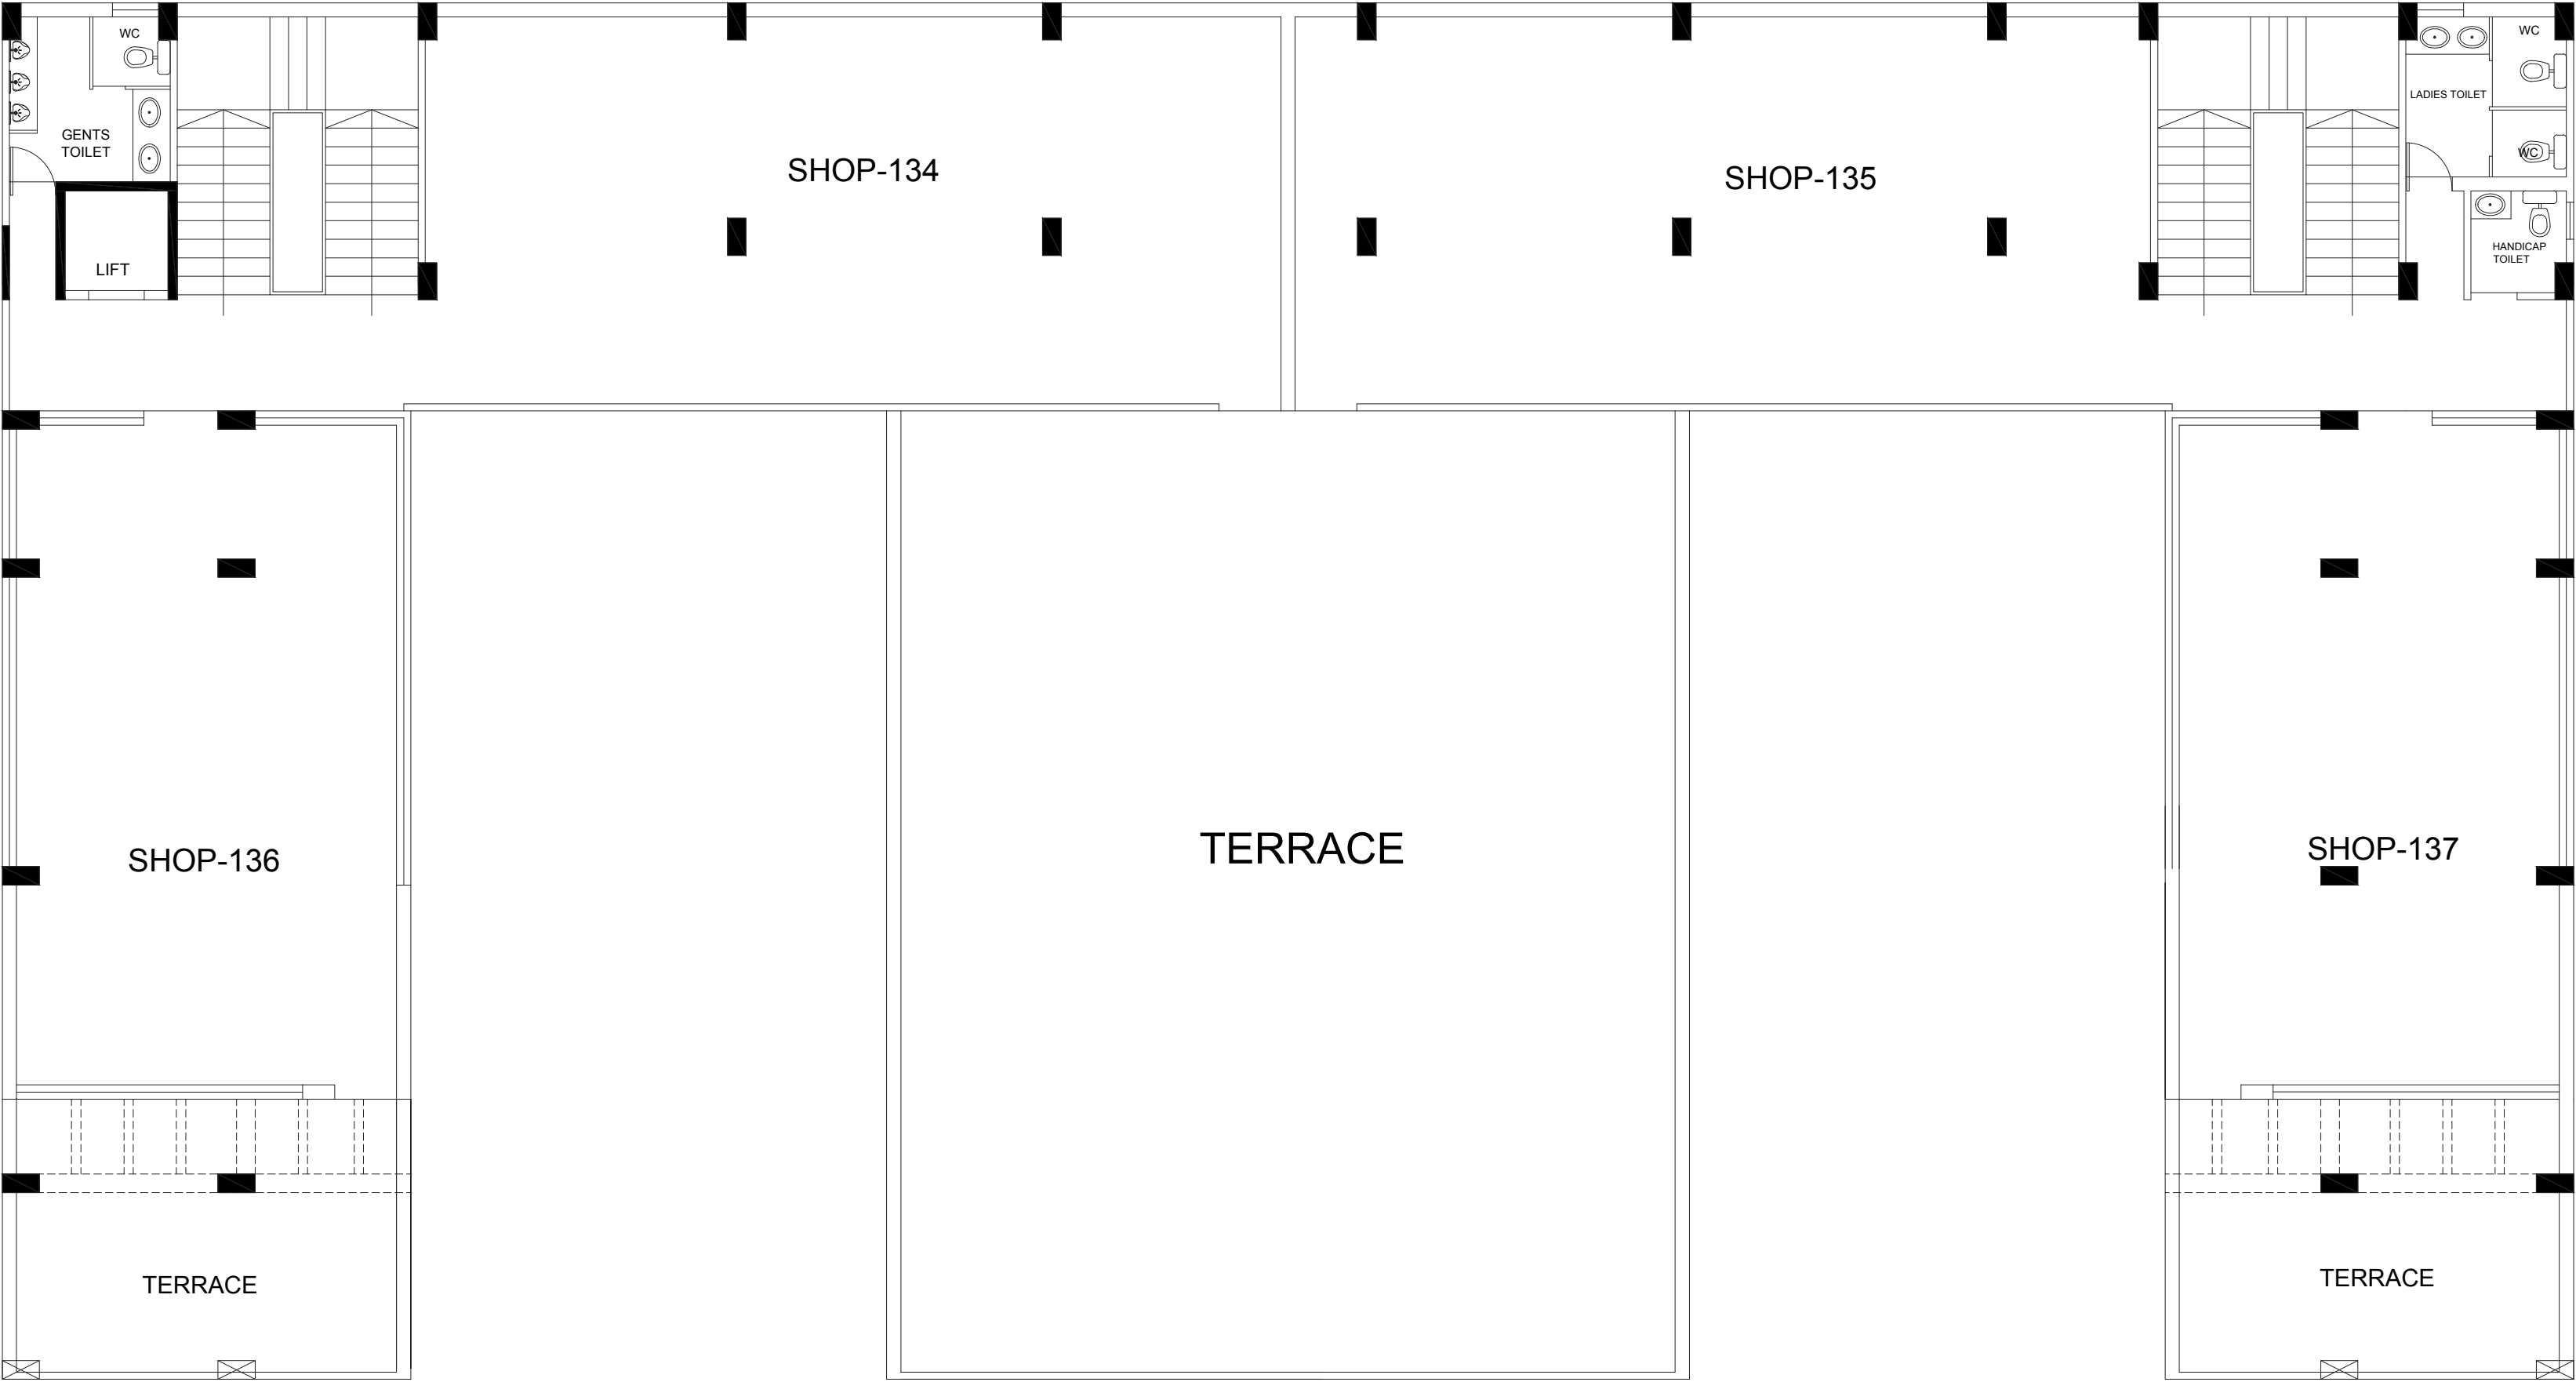 WC
WC
LADIES TOILET
GENTS
TOILET
WC
SHOP-134
SHOP-135
HANDICAP
TOILET
LIFT
SHOP-136
TERRACE
SHOP-137
TERRACE
TERRACE